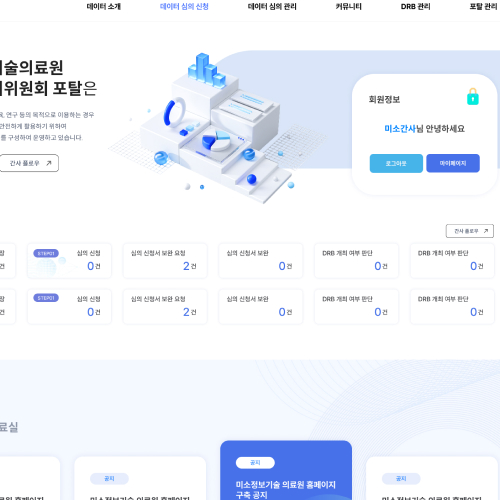 데이터 소개
데이터 심의 신청
데이터 심의 관리
커뮤니티
DRB 관리
포탈 관리
술의료원
위원회 포탈은
연구 등의 목적으로 이용하는 경우
안전하게 활용하기 위하여
를 구성하여 운영하고 있습니다.
간사 플로우
회원정보
미소간사님 안녕하세요
로그아웃
마이페이지
간사 플로우
STEP01
심의 신청
0건
심의 신청서 보완 요청
2건
심의 신청서 보완
0건
DRB 개최 여부 판단
0건
DRB 개최 여부 판단
0건
건
STEP01
심의 신청
0건
심의 신청서 보완 요청
2건
심의 신청서 보완
0건
DRB 개최 여부 판단
0건
DRB 개최 여부 판단
0건
건
료실
공지
공지
미소정보기술 의료원 홈페이지
구축 공지
공지
미소정보기술 의료원 홈페이지
미소정보기술 의료원 홈페이지